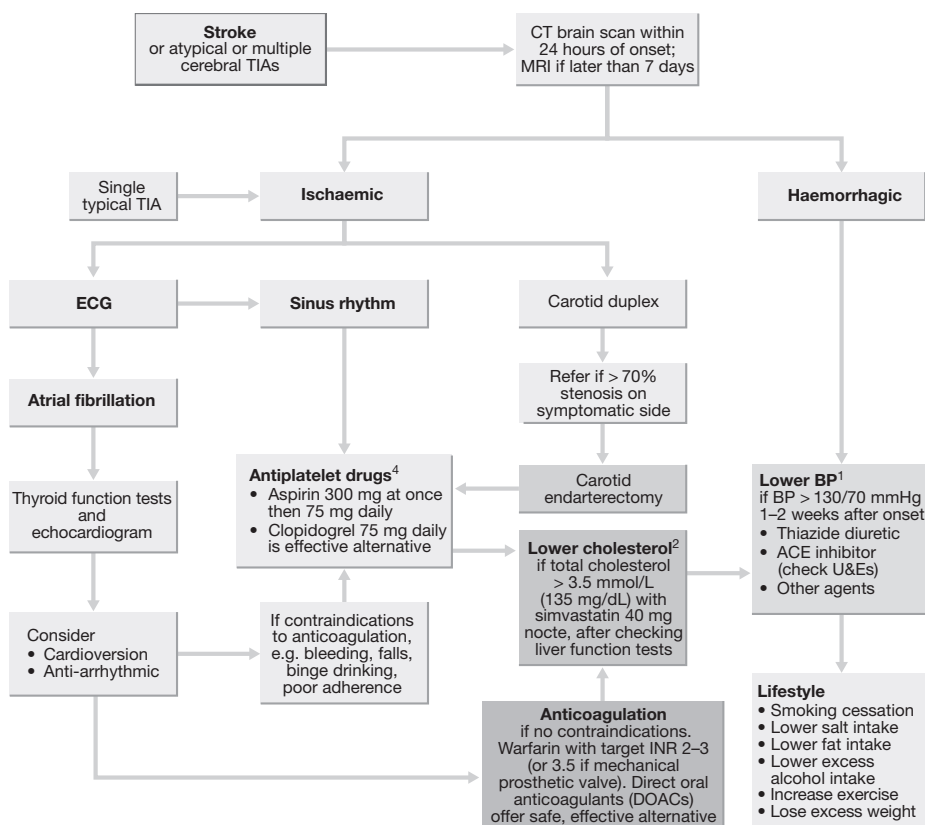 Stroke
or atypical or multiple
cerebral TIAs
CT brain scan within
24 hours of onset;
MRI if later than 7 days
Single
typical TIA
Ischaemic
Haemorrhagic
ECG
Sinus rhythm
Carotid duplex
Atrial fibrillation
Refer if > 70%
stenosis on
symptomatic side
Thyroid function tests
and
echocardiogram
Antiplatelet drugs4
• Aspirin 300 mg at once
then 75 mg daily
• Clopidogrel 75 mg daily
is effective alternative
Carotid
endarterectomy
Lower BP1
if BP > 130/70 mmHg
1–2 weeks after onset
• Thiazide diuretic
• ACE inhibitor
(check U&Es)
• Other agents
Lower cholesterol2
if total cholesterol
> 3.5 mmol/L
(135 mg/dL) with
simvastatin 40 mg
nocte, after checking
liver function tests
Consider
• Cardioversion
• Anti-arrhythmic
If contraindications
to anticoagulation,
e.g. bleeding, falls,
binge drinking,
poor adherence
Anticoagulation
if no contraindications.
Warfarin with target INR 2–3
(or 3.5 if mechanical
prosthetic valve). Direct oral
anticoagulants (DOACs)
offer safe, effective alternative
Lifestyle
• Smoking cessation
• Lower salt intake
• Lower fat intake
• Lower excess
alcohol intake
• Increase exercise
• Lose excess weight